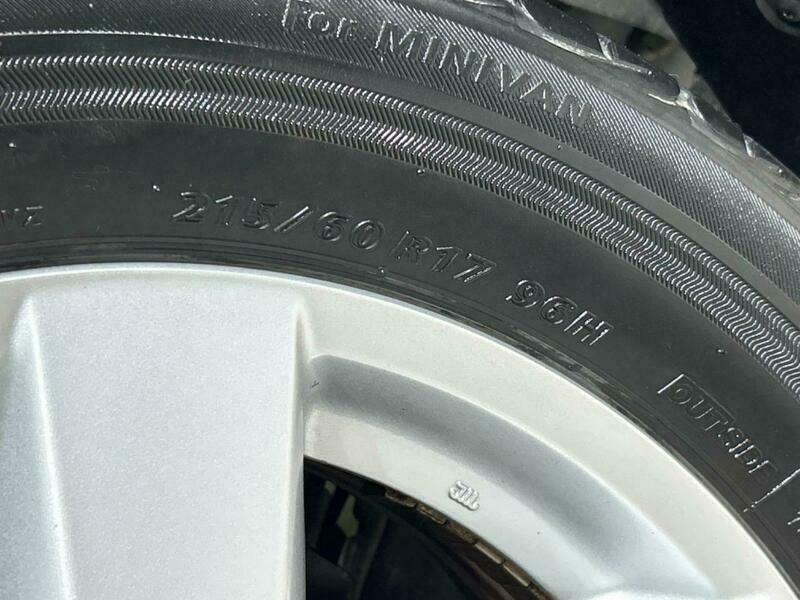 for MINIVAN
215/60 R17 96H
OUTSIDE